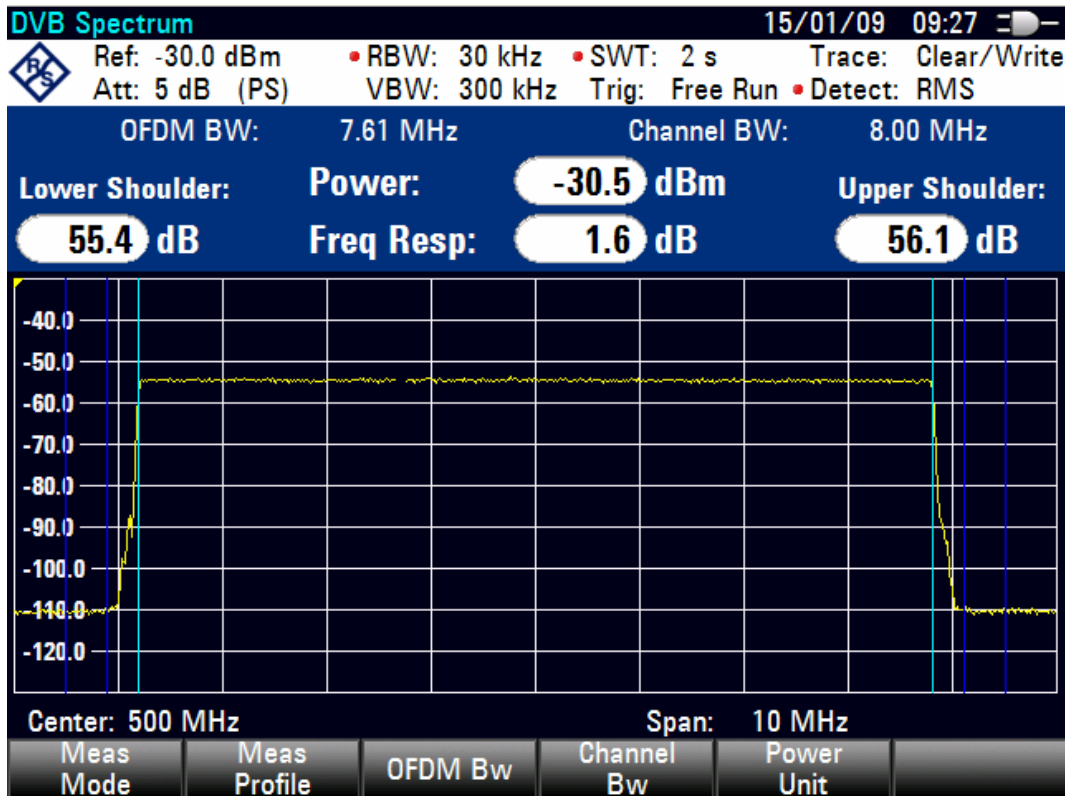 DVB Spectrum 15/01/09 09:27
Ref: -30.0 dBm • RBW: 30 kHz • SWT: 2 s Trace: Clear/Write
R&S
Att: 5 dB (PS) VBW: 300 kHz Trig: Free Run • Detect: RMS
OFDM BW: 7.61 MHz Channel BW: 8.00 MHz
Lower Shoulder: Power: -30.5 dBm Upper Shoulder:
55.4 dB Freq Resp: 1.6 dB 56.1 dB
-40.0
-50.0
-60.0
-70.0
-80.0
-90.0
-100.0
-110.0
-120.0
Center: 500 MHz Span: 10 MHz
Meas Mode
Meas Profile
OFDM Bw
Channel Bw
Power Unit